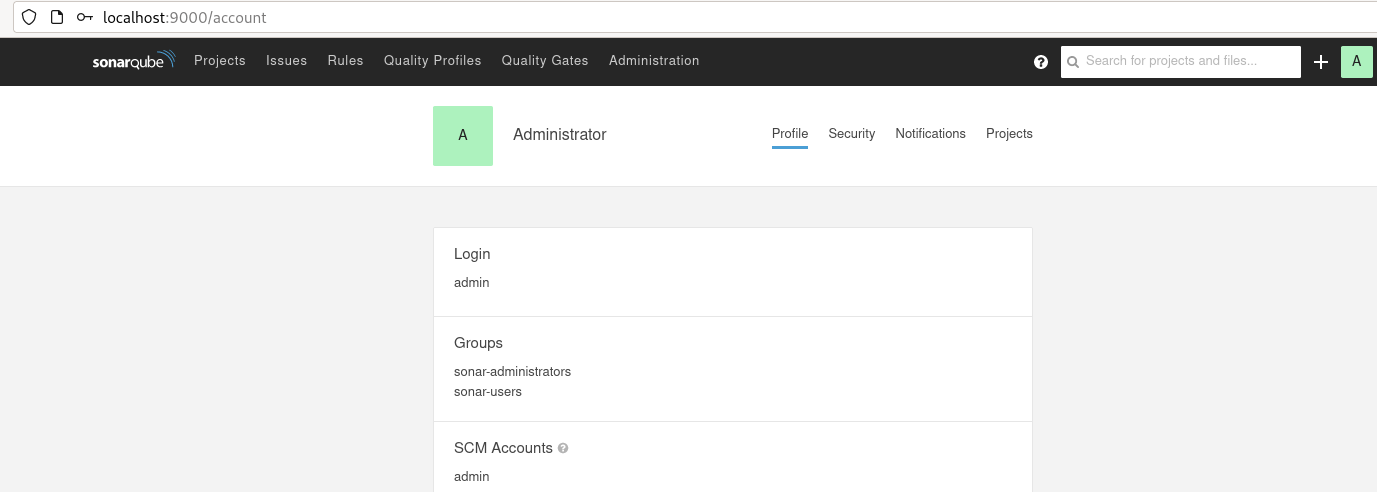 localhost:9000/account
sonarqube Projects Issues Rules Quality Profiles Quality Gates Administration ? Search for projects and files... + A
A Administrator Profile Security Notifications Projects
Login
admin
Groups
sonar-administrators
sonar-users
SCM Accounts ?
admin